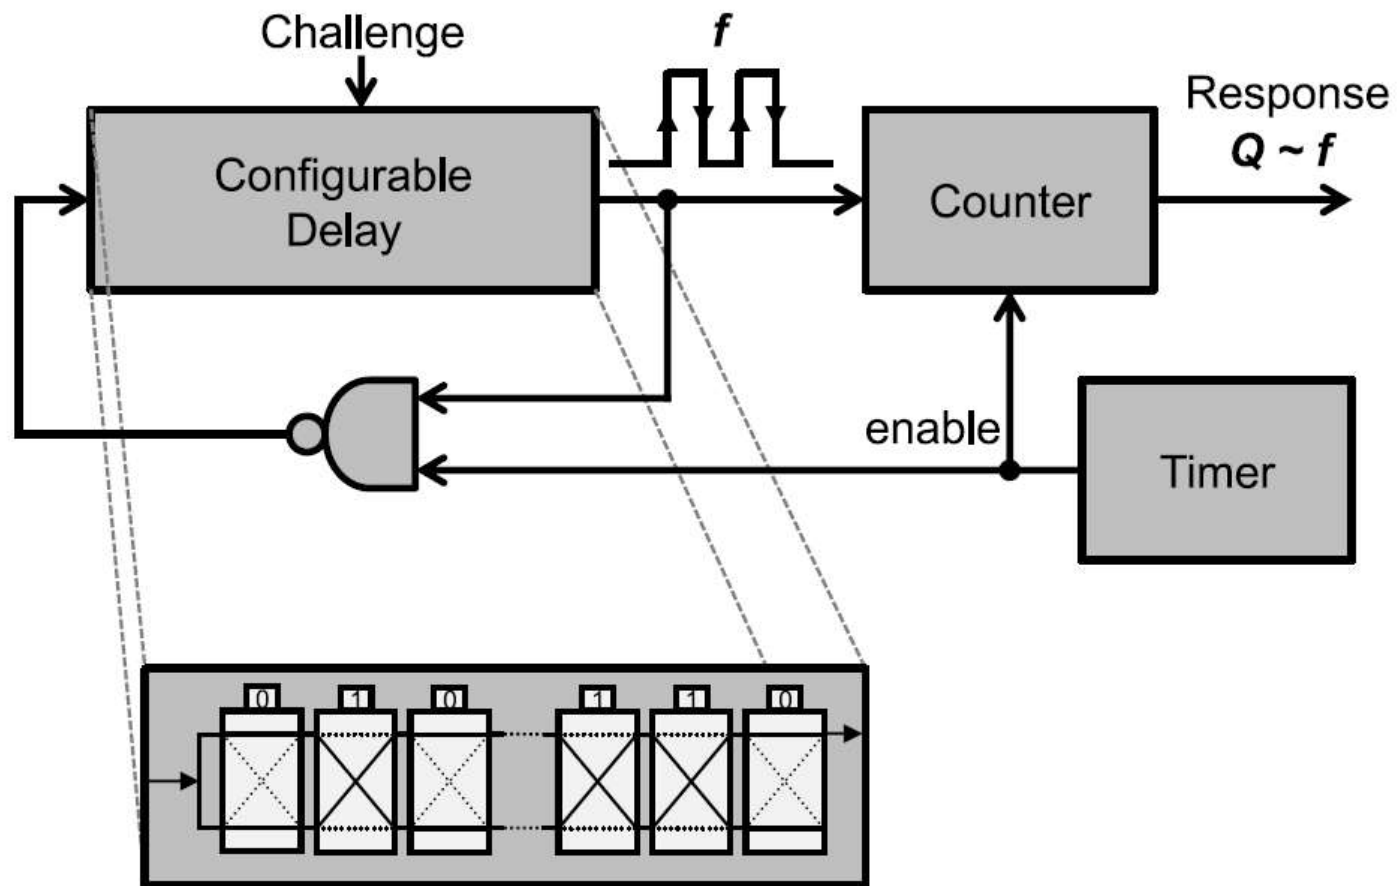 Challenge
f
Response
Q ~ f
Configurable
Delay
Counter
enable
Timer
0 1 0 1 1 0